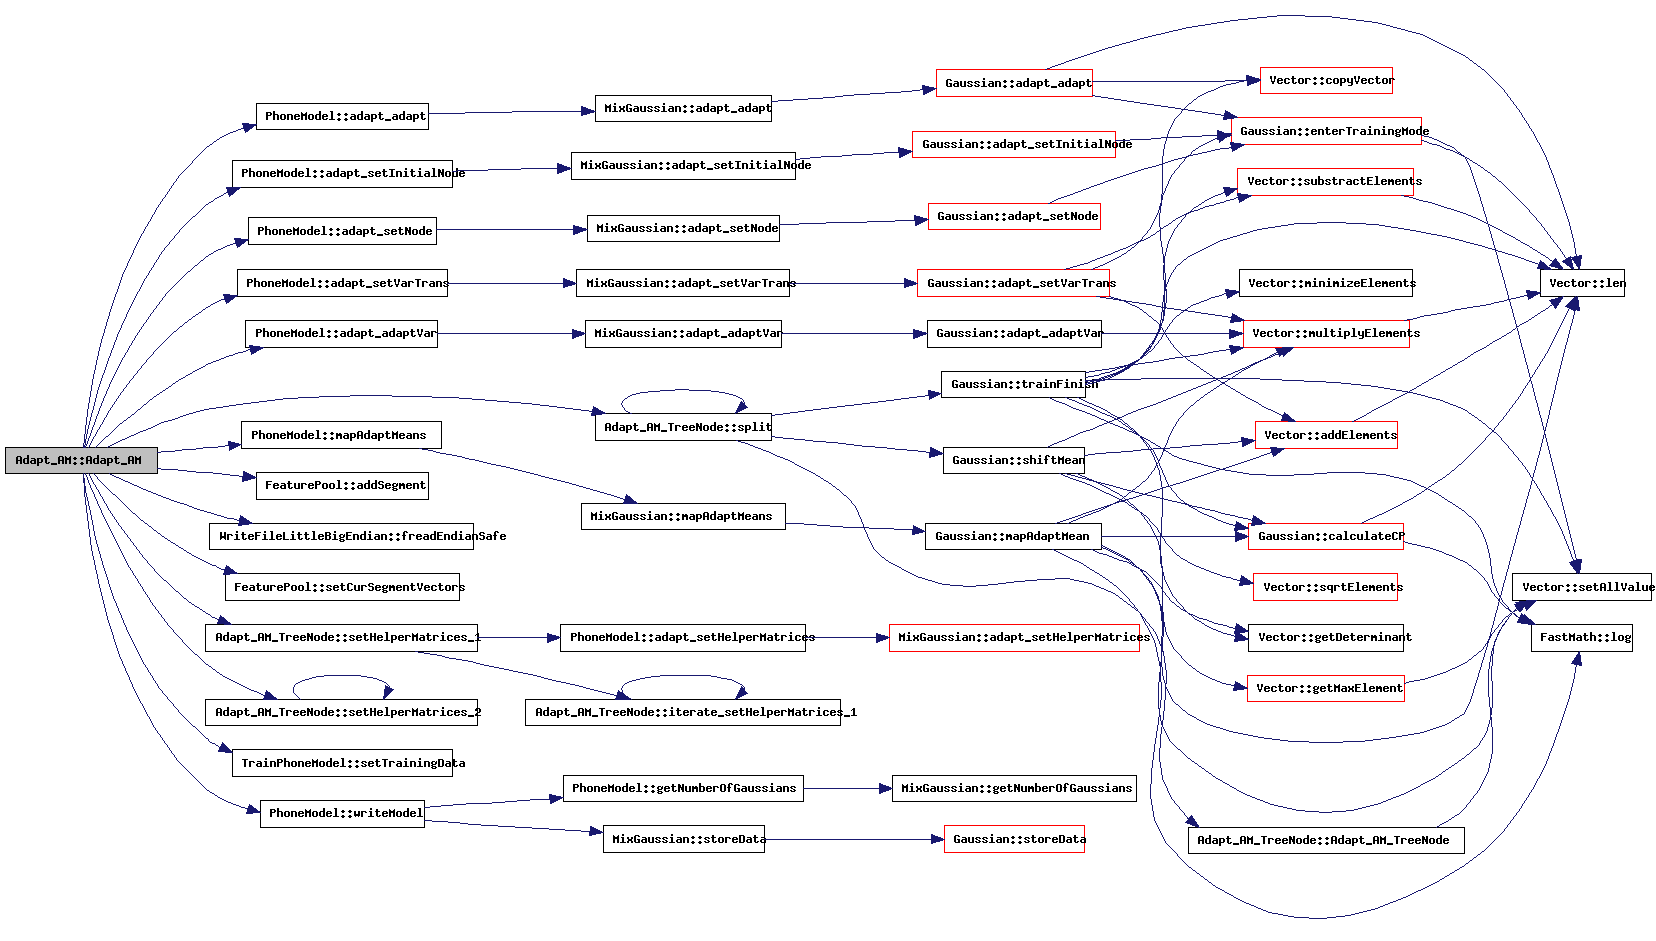 Adapt_AM::Adapt_AM
PhoneModel::adapt_adapt
PhoneModel::adapt_setInitialNode
PhoneModel::adapt_setNode
PhoneModel::adapt_setVarTrans
PhoneModel::adapt_adaptVar
PhoneModel::mapAdaptMeans
FeaturePool::addSegment
WriteFileLittleBigEndian::freadEndianSafe
FeaturePool::setCurSegmentVectors
Adapt_AM_TreeNode::setHelperMatrices_1
Adapt_AM_TreeNode::setHelperMatrices_2
TrainPhoneModel::setTrainingData
PhoneModel::writeModel
MixGaussian::adapt_adapt
MixGaussian::adapt_setInitialNode
MixGaussian::adapt_setNode
MixGaussian::adapt_setVarTrans
MixGaussian::adapt_adaptVar
Adapt_AM_TreeNode::split
MixGaussian::mapAdaptMeans
PhoneModel::adapt_setHelperMatrices
Adapt_AM_TreeNode::iterate_setHelperMatrices_1
PhoneModel::getNumberOfGaussians
MixGaussian::storeData
Gaussian::adapt_adapt
Gaussian::adapt_setInitialNode
Gaussian::adapt_setNode
Gaussian::adapt_setVarTrans
Gaussian::adapt_adaptVar
Gaussian::trainFinish
Gaussian::shiftMean
Gaussian::mapAdaptMean
MixGaussian::adapt_setHelperMatrices
MixGaussian::getNumberOfGaussians
Gaussian::storeData
Vector::copyVector
Gaussian::enterTrainingMode
Vector::substractElements
Vector::minimizeElements
Vector::multiplyElements
Vector::addElements
Gaussian::calculateCP
Vector::sqrtElements
Vector::getDeterminant
Vector::getMaxElement
Adapt_AM_TreeNode::Adapt_AM_TreeNode
Vector::len
Vector::setAllValue
FastMath::log